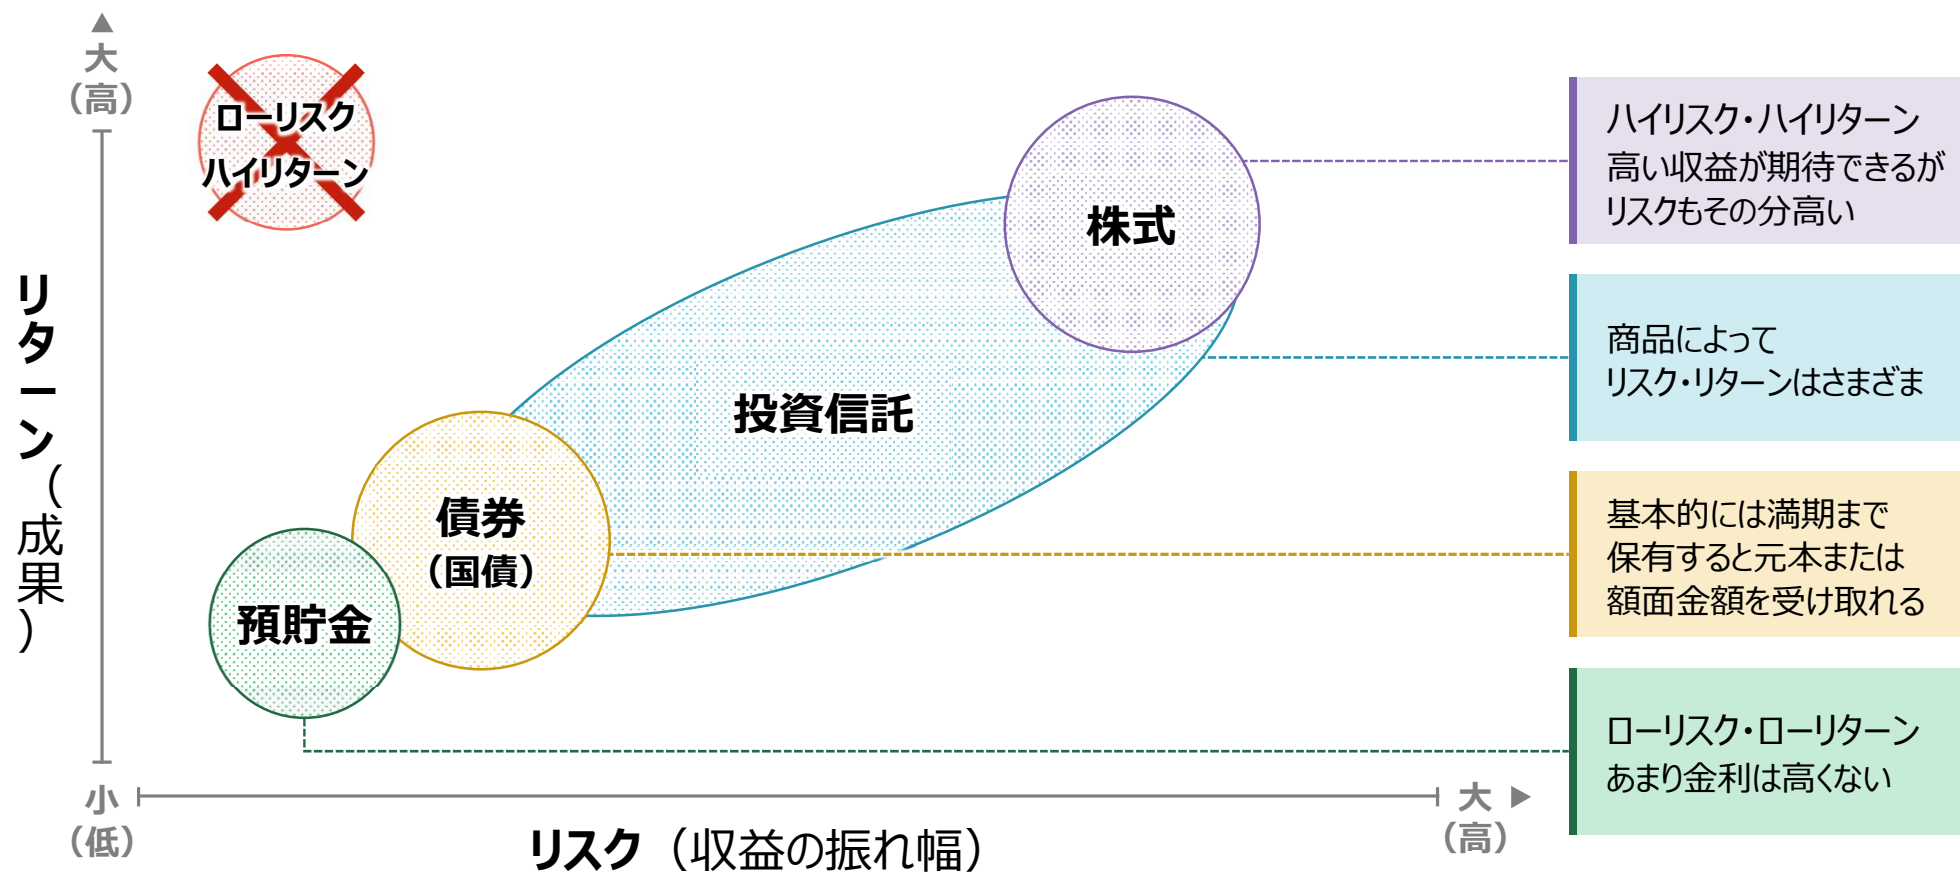 ▲
大
（高）
リターン（成果）
小
（低）
ローリスク
ハイリターン
株式
投資信託
債券
（国債）
預貯金
ハイリスク・ハイリターン
高い収益が期待できるが
リスクもその分高い
商品によって
リスク・リターンはさまざま
基本的には満期まで
保有すると元本または
額面金額を受け取れる
ローリスク・ローリターン
あまり金利は高くない
リスク（収益の振れ幅）
大 ▶
（高）